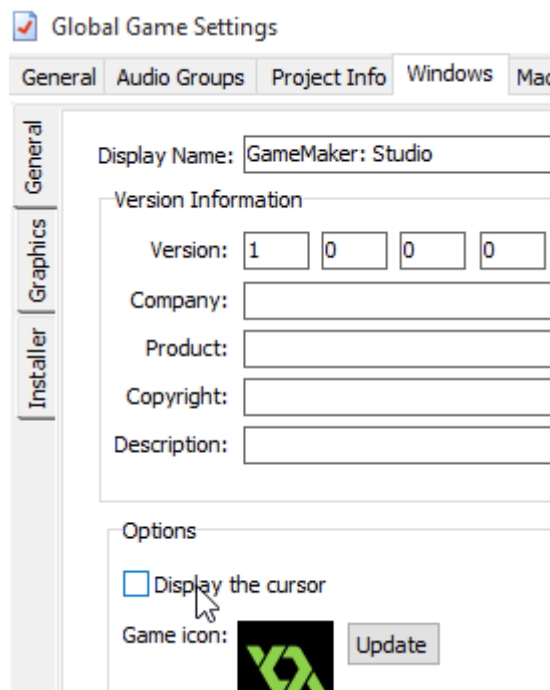 Global Game Settings
General Audio Groups Project Info Windows Mac
General
Graphics
Installer
Display Name: GameMaker: Studio
Version Information
Version: 1 0 0 0
Company:
Product:
Copyright:
Description:
Options
Display the cursor
Game icon: Update